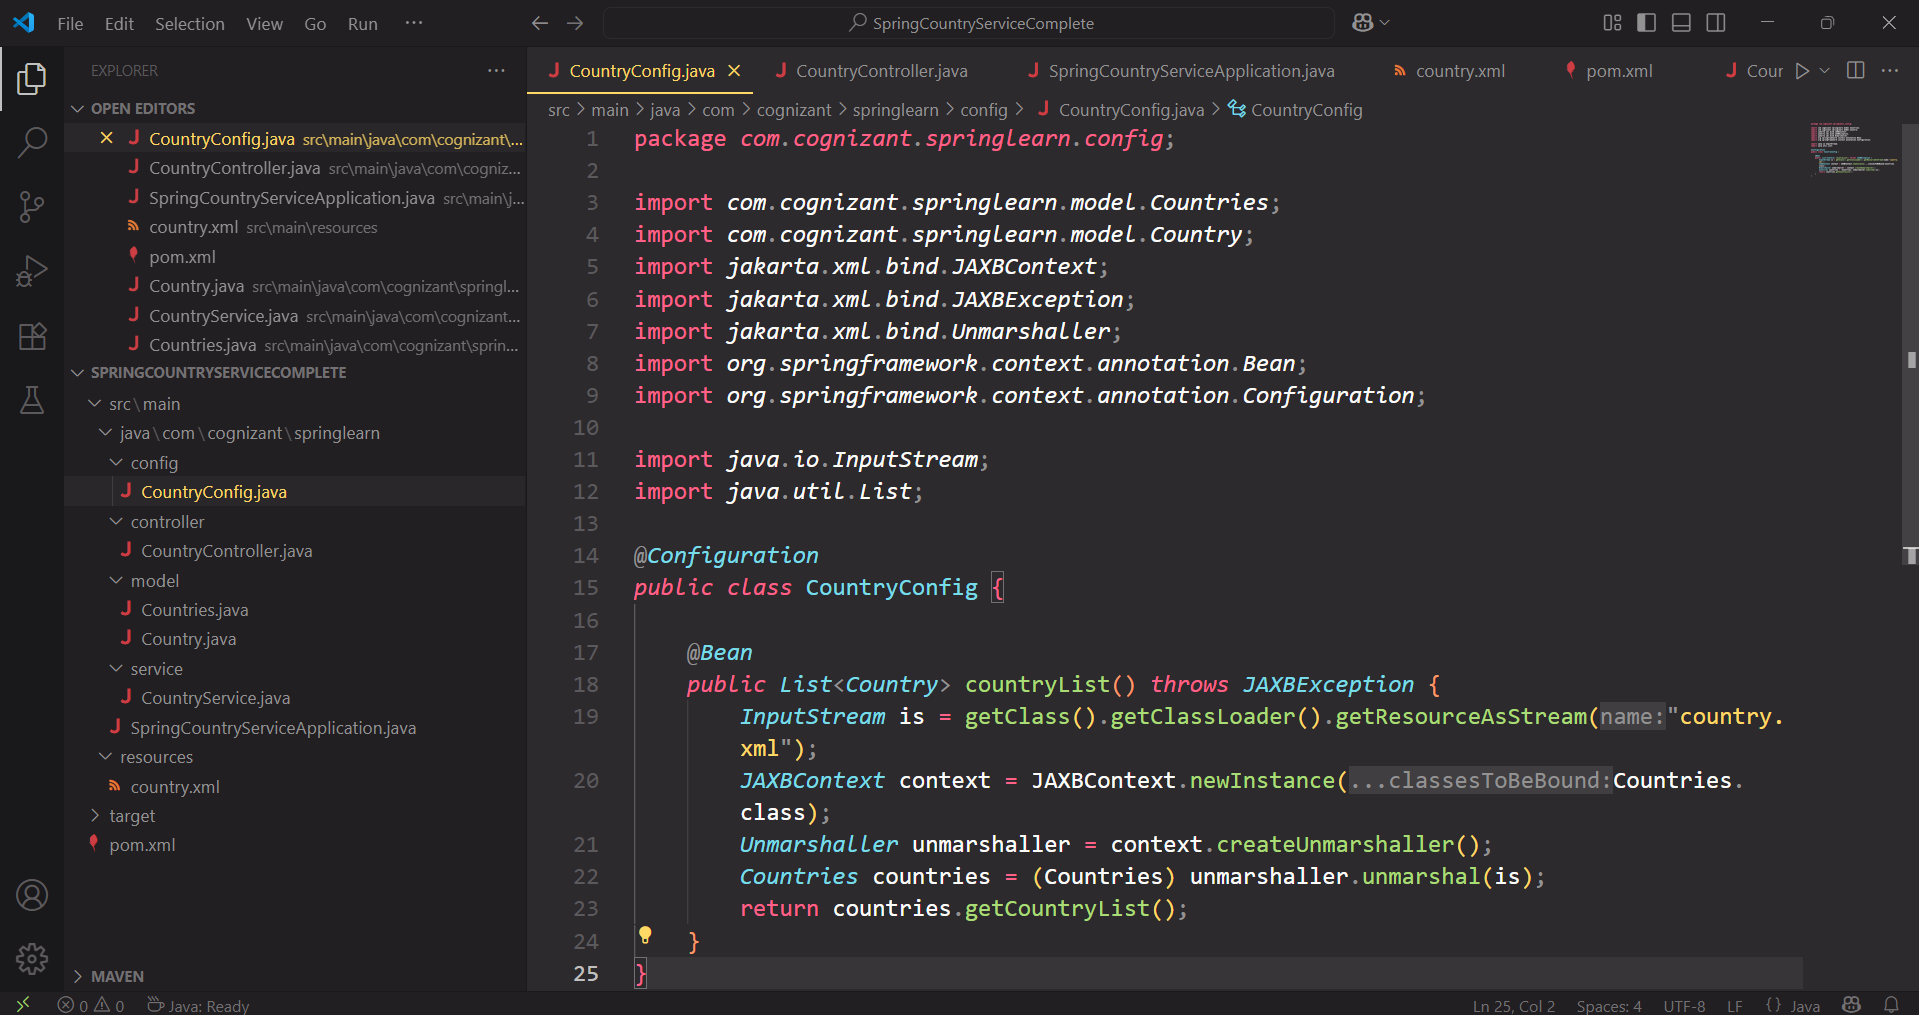 File Edit Selection View Go Run ···
SpringCountryServiceComplete
EXPLORER ···
OPEN EDITORS
CountryConfig.java src\main\java\com\cognizant\...
CountryController.java src\main\java\com\cogniz...
SpringCountryServiceApplication.java src\main\j...
country.xml src\main\resources
pom.xml
Country.java src\main\java\com\cognizant\springl...
CountryService.java src\main\java\com\cognizant...
Countries.java src\main\java\com\cognizant\sprin...
SPRINGCOUNTRYSERVICECOMPLETE
src\main
java\com\cognizant\springlearn
config
CountryConfig.java
controller
CountryController.java
model
Countries.java
Country.java
service
CountryService.java
SpringCountryServiceApplication.java
resources
country.xml
target
pom.xml
MAVEN
CountryConfig.java CountryController.java SpringCountryServiceApplication.java country.xml pom.xml Cour ···
src > main > java > com > cognizant > springlearn > config > CountryConfig.java > CountryConfig
1 package com.cognizant.springlearn.config;
2
3 import com.cognizant.springlearn.model.Countries;
4 import com.cognizant.springlearn.model.Country;
5 import jakarta.xml.bind.JAXBContext;
6 import jakarta.xml.bind.JAXBException;
7 import jakarta.xml.bind.Unmarshaller;
8 import org.springframework.context.annotation.Bean;
9 import org.springframework.context.annotation.Configuration;
10
11 import java.io.InputStream;
12 import java.util.List;
13
14 @Configuration
15 public class CountryConfig {
16
17 @Bean
18 public List<Country> countryList() throws JAXBException {
19 InputStream is = getClass().getClassLoader().getResourceAsStream(name:"country.
xml");
20 JAXBContext context = JAXBContext.newInstance(...classesToBeBound:Countries.
class);
21 Unmarshaller unmarshaller = context.createUnmarshaller();
22 Countries countries = (Countries) unmarshaller.unmarshal(is);
23 return countries.getCountryList();
24 }
25 }
0 0 Java: Ready Ln 25, Col 2 Spaces: 4 UTF-8 LF {} Java